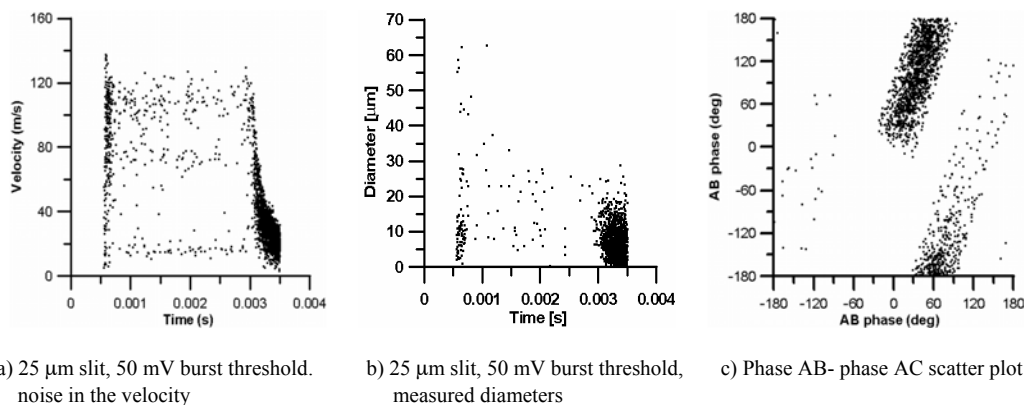 160
120
80
40
0
Velocity (m/s)
0 0.001 0.002 0.003 0.004
Time (s)
70
60
50
40
30
20
10
0
Diameter [µm]
0 0.001 0.002 0.003 0.004
Time [s]
180
120
60
0
-60
-120
-180
AB phase (deg)
-180 -120 -60 0 60 120 180
AB phase (deg)
a) 25 µm slit, 50 mV burst threshold.
noise in the velocity
b) 25 µm slit, 50 mV burst threshold,
measured diameters
c) Phase AB- phase AC scatter plot